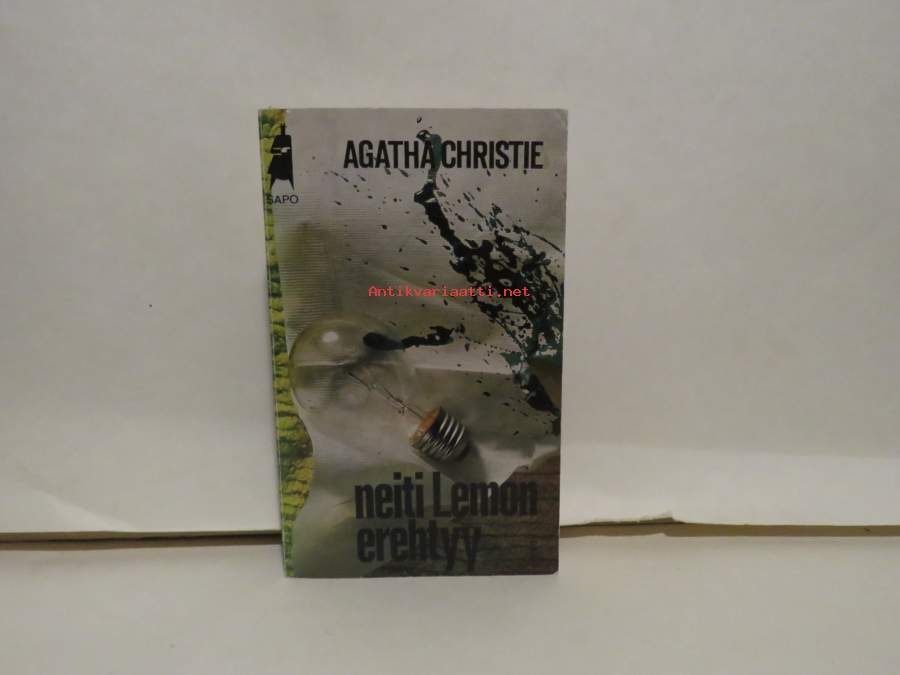 AGATHA CHRISTIE
SAPO
Antikvariaatti.net
neiti Lemon
erehtyy